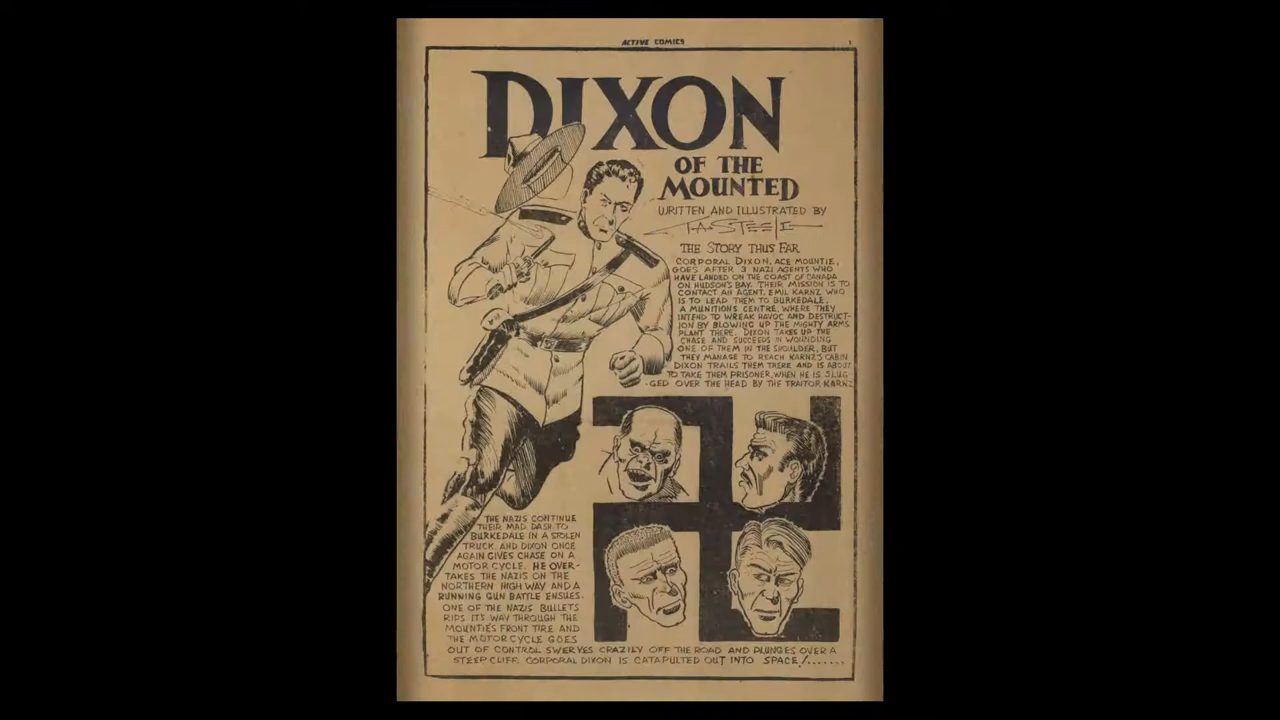 ACTIVE COMICS 1
DIXON
OF THE
MOUNTED
WRITTEN AND ILLUSTRATED BY
T.A. STEELE
THE STORY THUS FAR
CORPORAL DIXON, ACE MOUNTIE,
GOES AFTER 3 NAZI AGENTS WHO
HAVE LANDED ON THE COAST OF CANADA
ON HUDSON'S BAY. THEIR MISSION IS TO
CONTACT AN AGENT, EMIL KARNZ WHO
IS TO LEAD THEM TO BURKEDALE,
A MUNITIONS CENTRE, WHERE THEY
INTEND TO WREAK HAVOC AND DESTRUCT-
ION BY BLOWING UP THE MIGHTY ARMS
PLANT THERE. DIXON TAKES UP THE
CHASE AND SUCCEEDS IN WOUNDING
ONE OF THEM IN THE SHOULDER, BUT
THEY MANAGE TO REACH KARNZ'S CABIN
DIXON TRAILS THEM THERE AND IS ABOUT
TO TAKE THEM PRISONER, WHEN HE IS SLUG-
GED OVER THE HEAD BY THE TRAITOR KARNZ
THE NAZIS CONTINUE
THEIR MAD DASH TO
BURKEDALE IN A STOLEN
TRUCK AND DIXON ONCE
AGAIN GIVES CHASE ON A
MOTOR CYCLE. HE OVER-
TAKES THE NAZIS ON THE
NORTHERN HIGHWAY AND A
RUNNING GUN BATTLE ENSUES.
ONE OF THE NAZIS BULLETS
RIPS IT'S WAY THROUGH THE
MOUNTIE'S FRONT TIRE AND
THE MOTOR CYCLE GOES
OUT OF CONTROL SWERVES CRAZILY OFF THE ROAD AND PLUNGES OVER A
STEEP CLIFF. CORPORAL DIXON IS CATAPULTED OUT INTO SPACE!.......